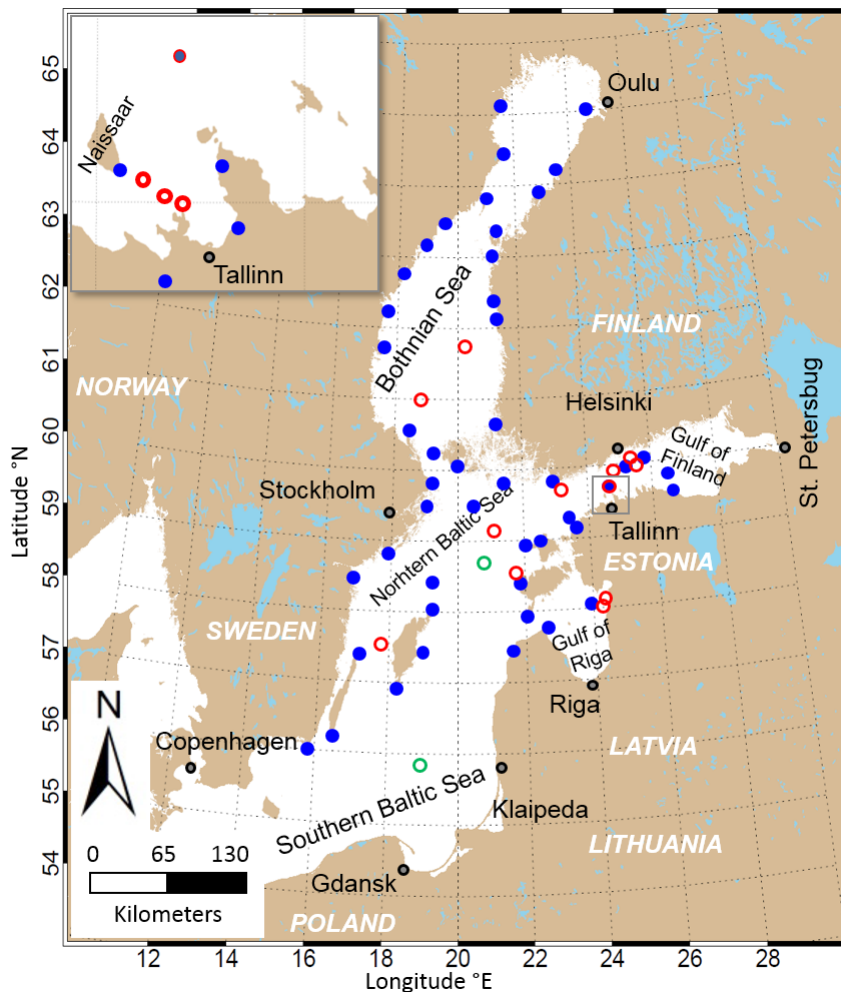 65
64
63
62
61
60
59
58
57
56
55
54
Latitude °N
Naissaar
Tallinn
Oulu
Bothnian Sea
FINLAND
NORWAY
Helsinki
Gulf of
Finland
St. Petersbug
Stockholm
Norhtern Baltic Sea
Tallinn
ESTONIA
SWEDEN
Gulf of
Riga
Riga
N
Copenhagen
LATVIA
Southern Baltic Sea
Klaipeda
LITHUANIA
0 65 130
Kilometers
Gdansk
POLAND
12 14 16 18 20 22 24 26 28
Longitude °E